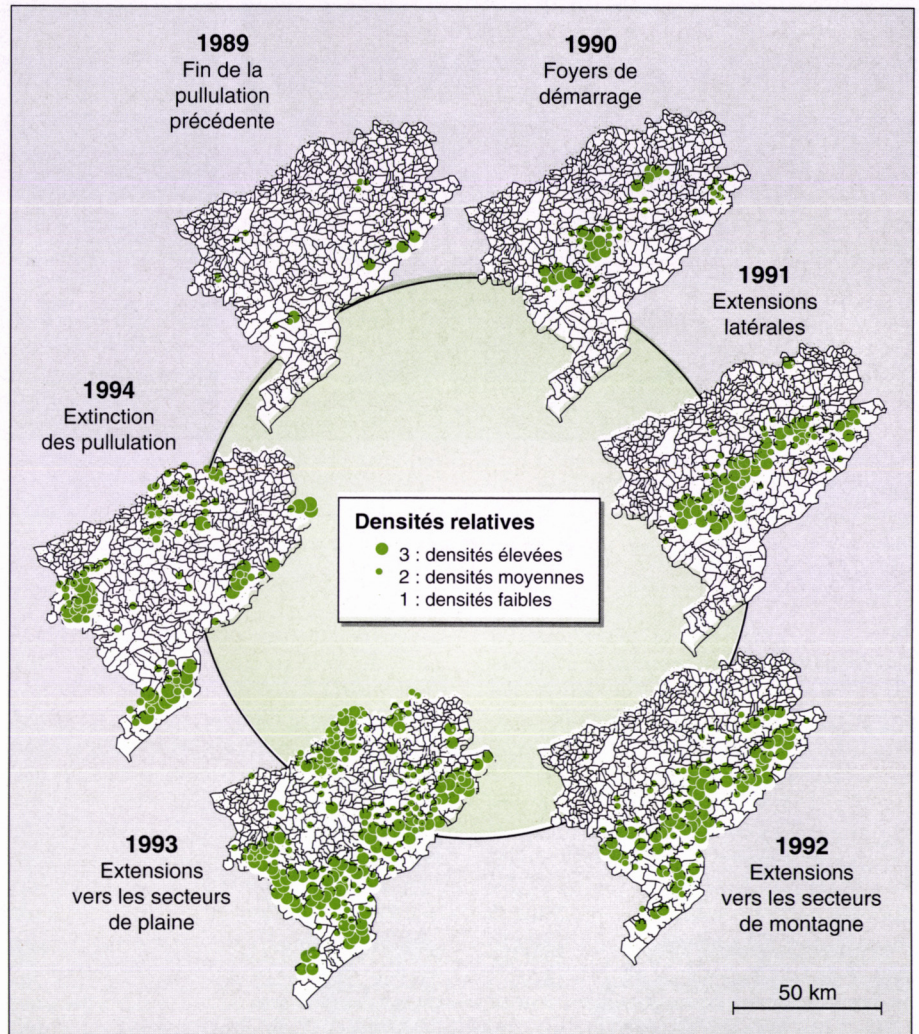 1989
Fin de la
pullulation
précédente
1990
Foyers de
démarrage
1991
Extensions
latérales
1994
Extinction
des pullulation
Densités relatives
3 : densités élevées
2 : densités moyennes
1 : densités faibles
1993
Extensions
vers les secteurs
de plaine
1992
Extensions
vers les secteurs
de montagne
50 km